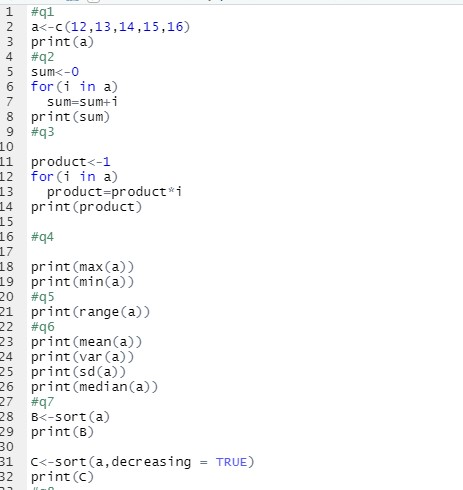 1 #q1
2 a<-c(12,13,14,15,16)
3 print(a)
4 #q2
5 sum<-0
6 for(i in a)
7   sum=sum+i
8 print(sum)
9 #q3
10
11 product<-1
12 for(i in a)
13   product=product*i
14 print(product)
15
16 #q4
17
18 print(max(a))
19 print(min(a))
20 #q5
21 print(range(a))
22 #q6
23 print(mean(a))
24 print(var(a))
25 print(sd(a))
26 print(median(a))
27 #q7
28 B<-sort(a)
29 print(B)
30
31 C<-sort(a,decreasing = TRUE)
32 print(C)